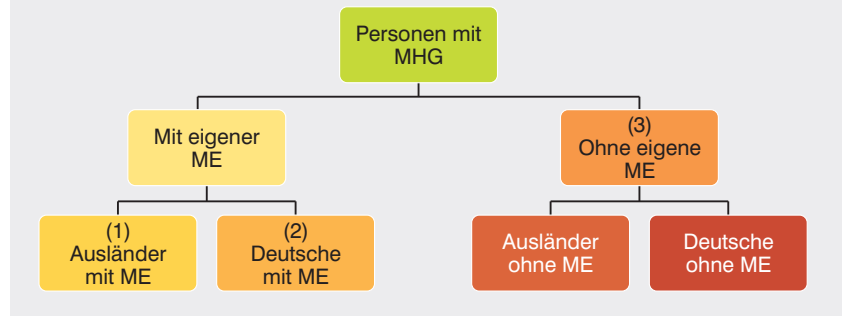 Personen mit
MHG
Mit eigener
ME
(3)
Ohne eigene
ME
(1)
Ausländer
mit ME
(2)
Deutsche
mit ME
Ausländer
ohne ME
Deutsche
ohne ME